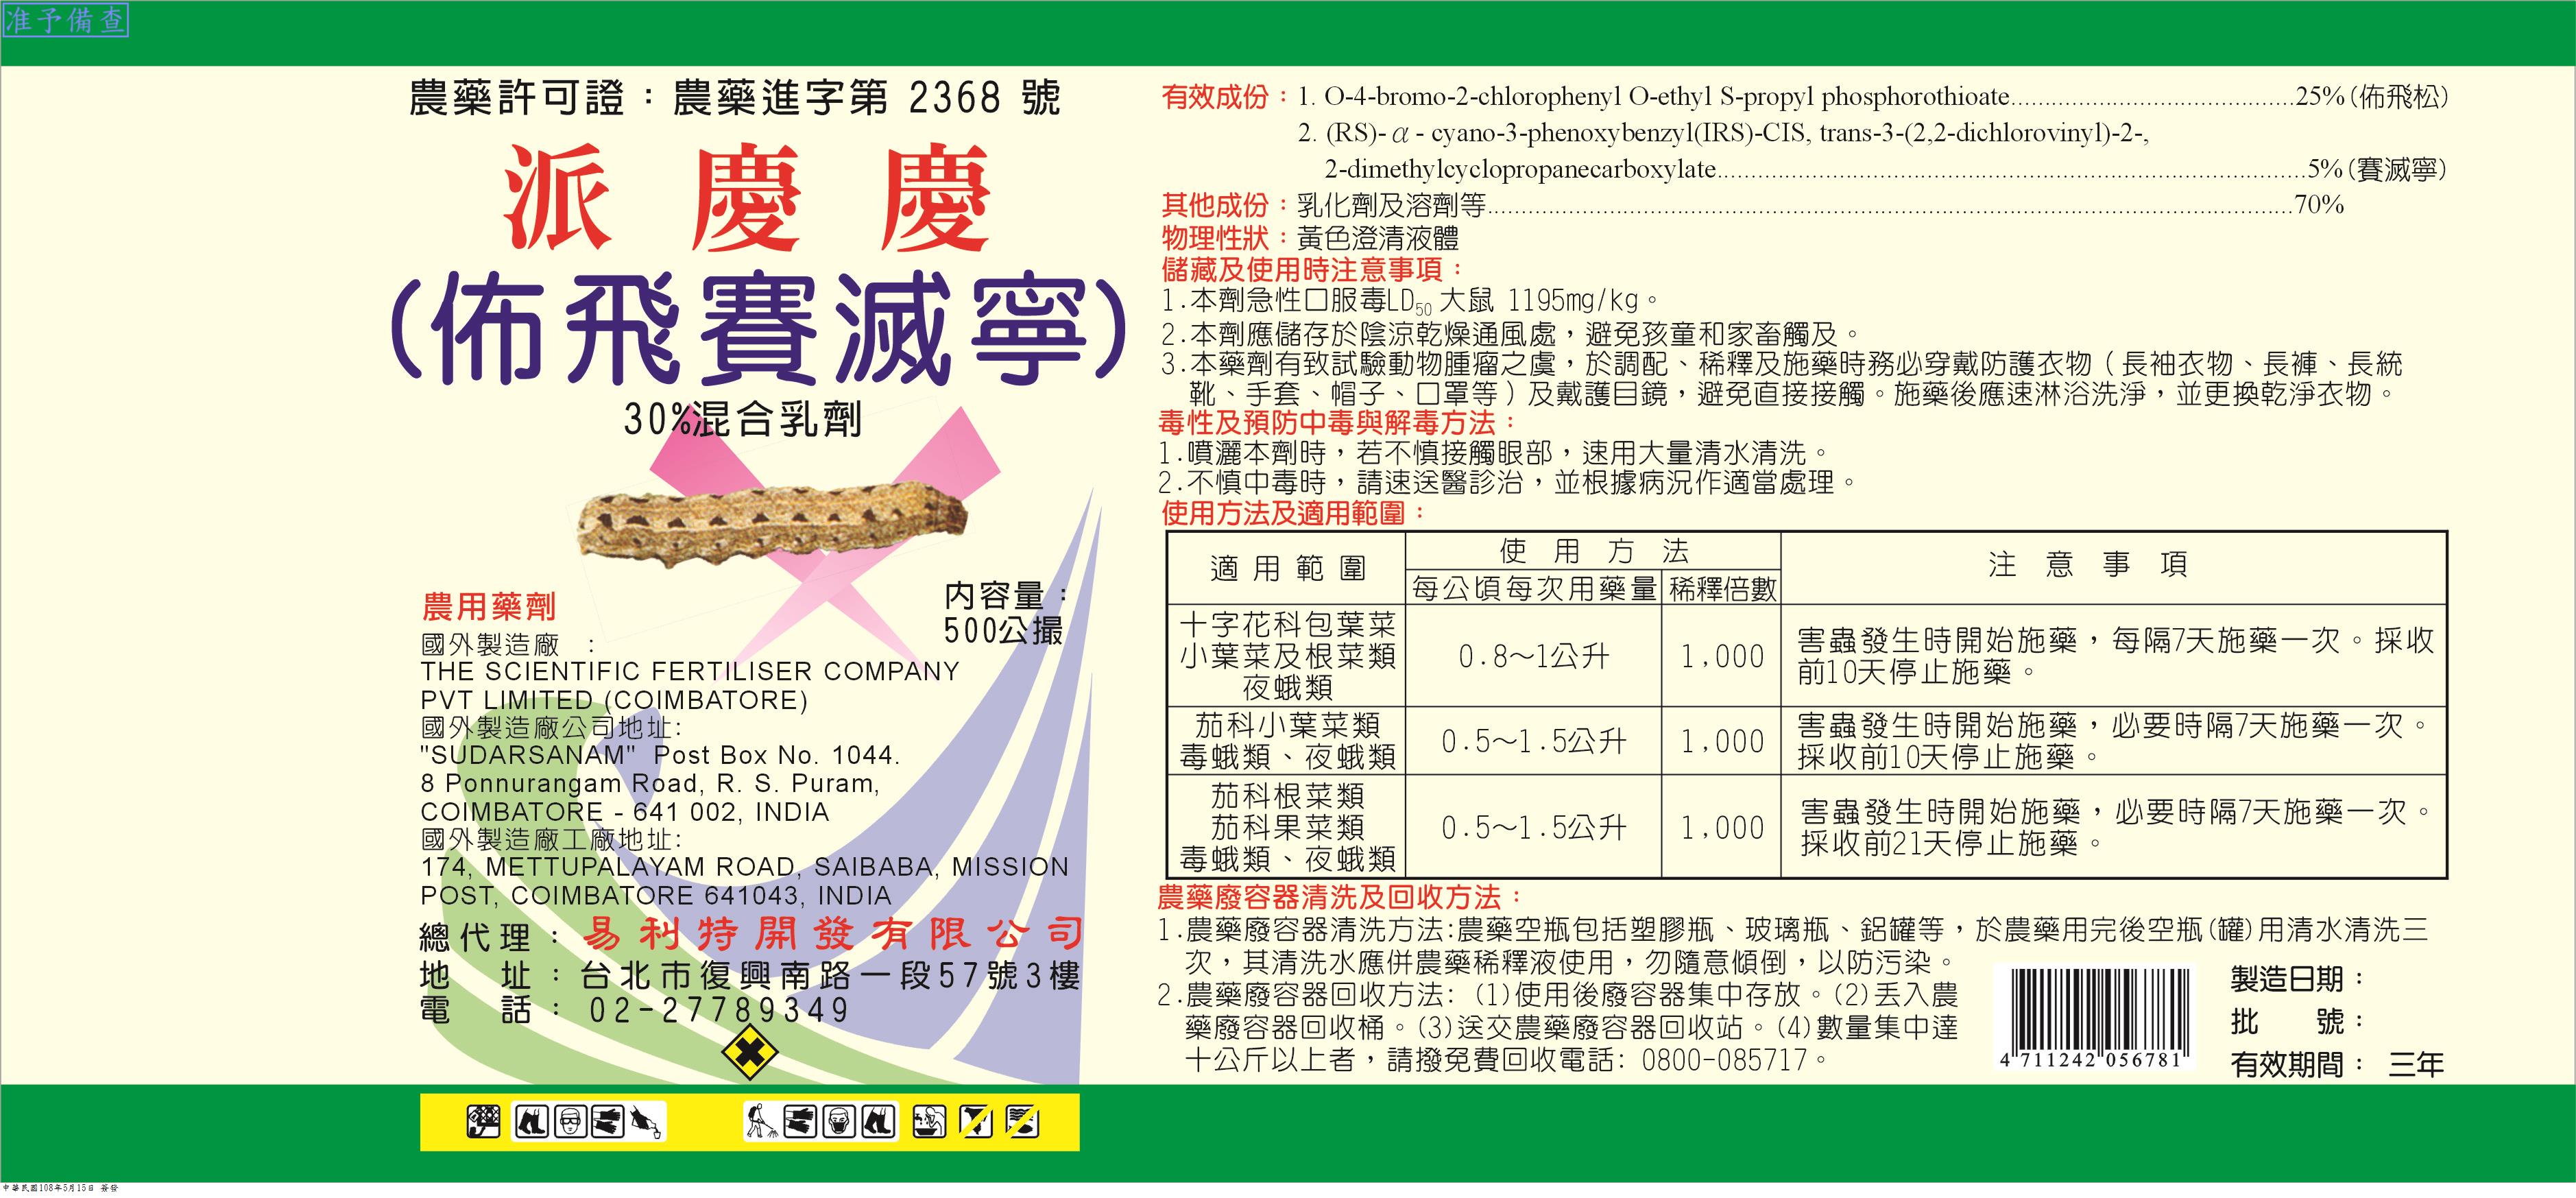 准予備查
農藥許可證：農藥進字第 2368 號
派慶慶
(佈飛賽滅寧)
30%混合乳劑
農用藥劑
內容量：
500公撮
國外製造廠 ：
THE SCIENTIFIC FERTILISER COMPANY
PVT LIMITED (COIMBATORE)
國外製造廠公司地址:
"SUDARSANAM" Post Box No. 1044.
8 Ponnurangam Road, R. S. Puram,
COIMBATORE - 641 002, INDIA
國外製造廠工廠地址:
174, METTUPALAYAM ROAD, SAIBABA, MISSION
POST, COIMBATORE 641043, INDIA
總代理：易利特開發有限公司
地 址：台北市復興南路一段57號3樓
電 話：02-27789349
有效成份：1. O-4-bromo-2-chlorophenyl O-ethyl S-propyl phosphorothioate..........................................25%(佈飛松)
2. (RS)-α- cyano-3-phenoxybenzyl(IRS)-CIS, trans-3-(2,2-dichlorovinyl)-2-,
2-dimethylcyclopropanecarboxylate.......................................................................................5%(賽滅寧)
其他成份：乳化劑及溶劑等........................................................................................................................70%
物理性狀：黃色澄清液體
儲藏及使用時注意事項：
1.本劑急性口服毒LD50 大鼠 1195mg/kg。
2.本劑應儲存於陰涼乾燥通風處，避免孩童和家畜觸及。
3.本藥劑有致試驗動物腫瘤之虞，於調配、稀釋及施藥時務必穿戴防護衣物（長袖衣物、長褲、長統
靴、手套、帽子、口罩等）及戴護目鏡，避免直接接觸。施藥後應速淋浴洗淨，並更換乾淨衣物。
毒性及預防中毒與解毒方法：
1.噴灑本劑時，若不慎接觸眼部，速用大量清水清洗。
2.不慎中毒時，請速送醫診治，並根據病況作適當處理。
使用方法及適用範圍：
適用範圍
使用方法
注意事項
每公頃每次用藥量 稀釋倍數
十字花科包葉菜
小葉菜及根菜類
夜蛾類
0.8～1公升
1,000
害蟲發生時開始施藥，每隔7天施藥一次。採收
前10天停止施藥。
茄科小葉菜類
毒蛾類、夜蛾類
0.5～1.5公升
1,000
害蟲發生時開始施藥，必要時隔7天施藥一次。
採收前10天停止施藥。
茄科根菜類
茄科果菜類
毒蛾類、夜蛾類
0.5～1.5公升
1,000
害蟲發生時開始施藥，必要時隔7天施藥一次。
採收前21天停止施藥。
農藥廢容器清洗及回收方法：
1.農藥廢容器清洗方法:農藥空瓶包括塑膠瓶、玻璃瓶、鋁罐等，於農藥用完後空瓶(罐)用清水清洗三
次，其清洗水應併農藥稀釋液使用，勿隨意傾倒，以防污染。
2.農藥廢容器回收方法: (1)使用後廢容器集中存放。(2)丟入農
藥廢容器回收桶。(3)送交農藥廢容器回收站。(4)數量集中達
十公斤以上者，請撥免費回收電話: 0800-085717。
4 711242 056781
製造日期：
批 號：
有效期間： 三年
中華民國108年5月15日 簽發